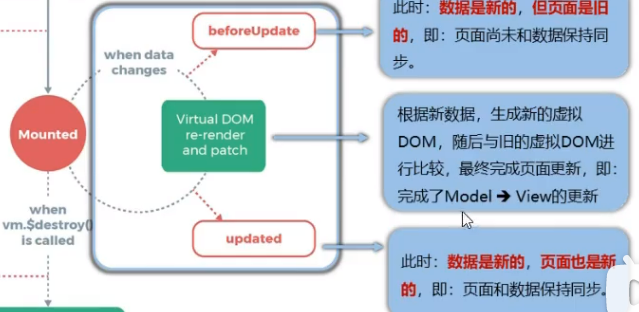 beforeUpdate
when data
changes
Virtual DOM
re-render
and patch
Mounted
when
vm.$destroy()
is called
updated
此时：数据是新的，但页面是旧
的，即：页面尚未和数据保持同
步。
根据新数据，生成新的虚拟
DOM，随后与旧的虚拟DOM进
行比较，最终完成页面更新，即：
完成了Model ➔ View的更新
此时：数据是新的，页面也是新
的，即：页面和数据保持同步。